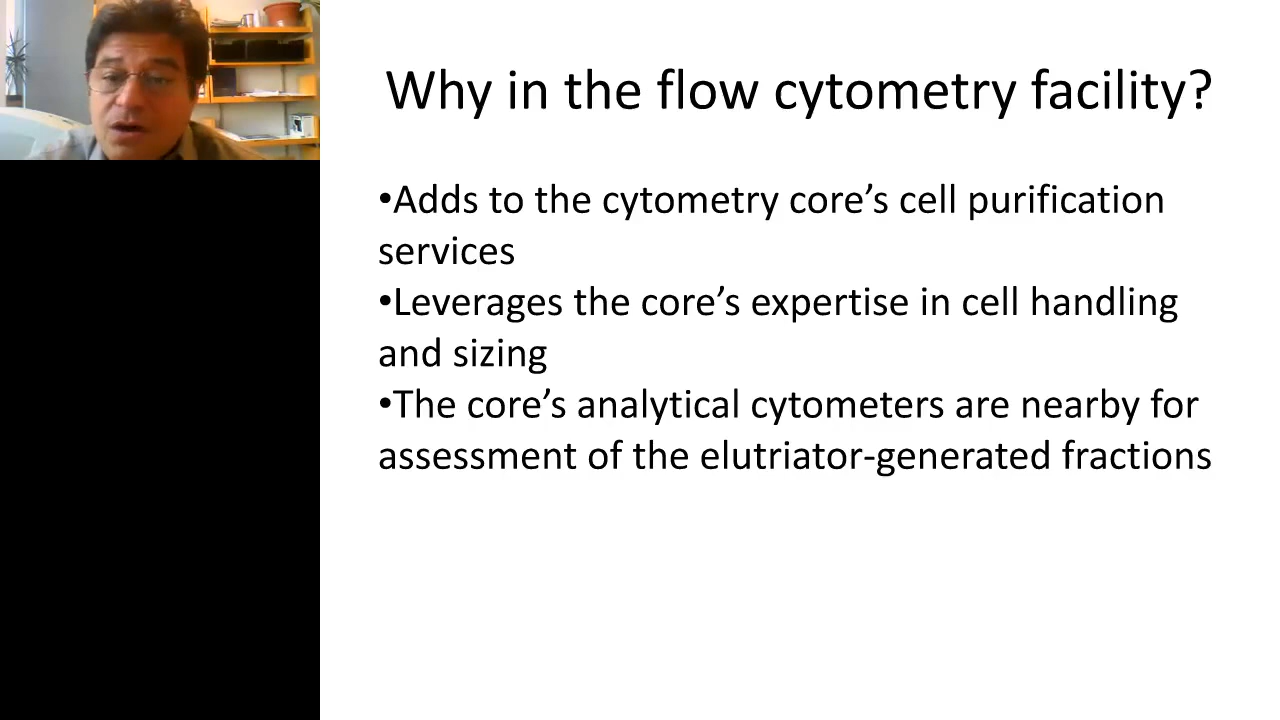 Why in the flow cytometry facility?
•Adds to the cytometry core’s cell purification
services
•Leverages the core’s expertise in cell handling
and sizing
•The core’s analytical cytometers are nearby for
assessment of the elutriator-generated fractions